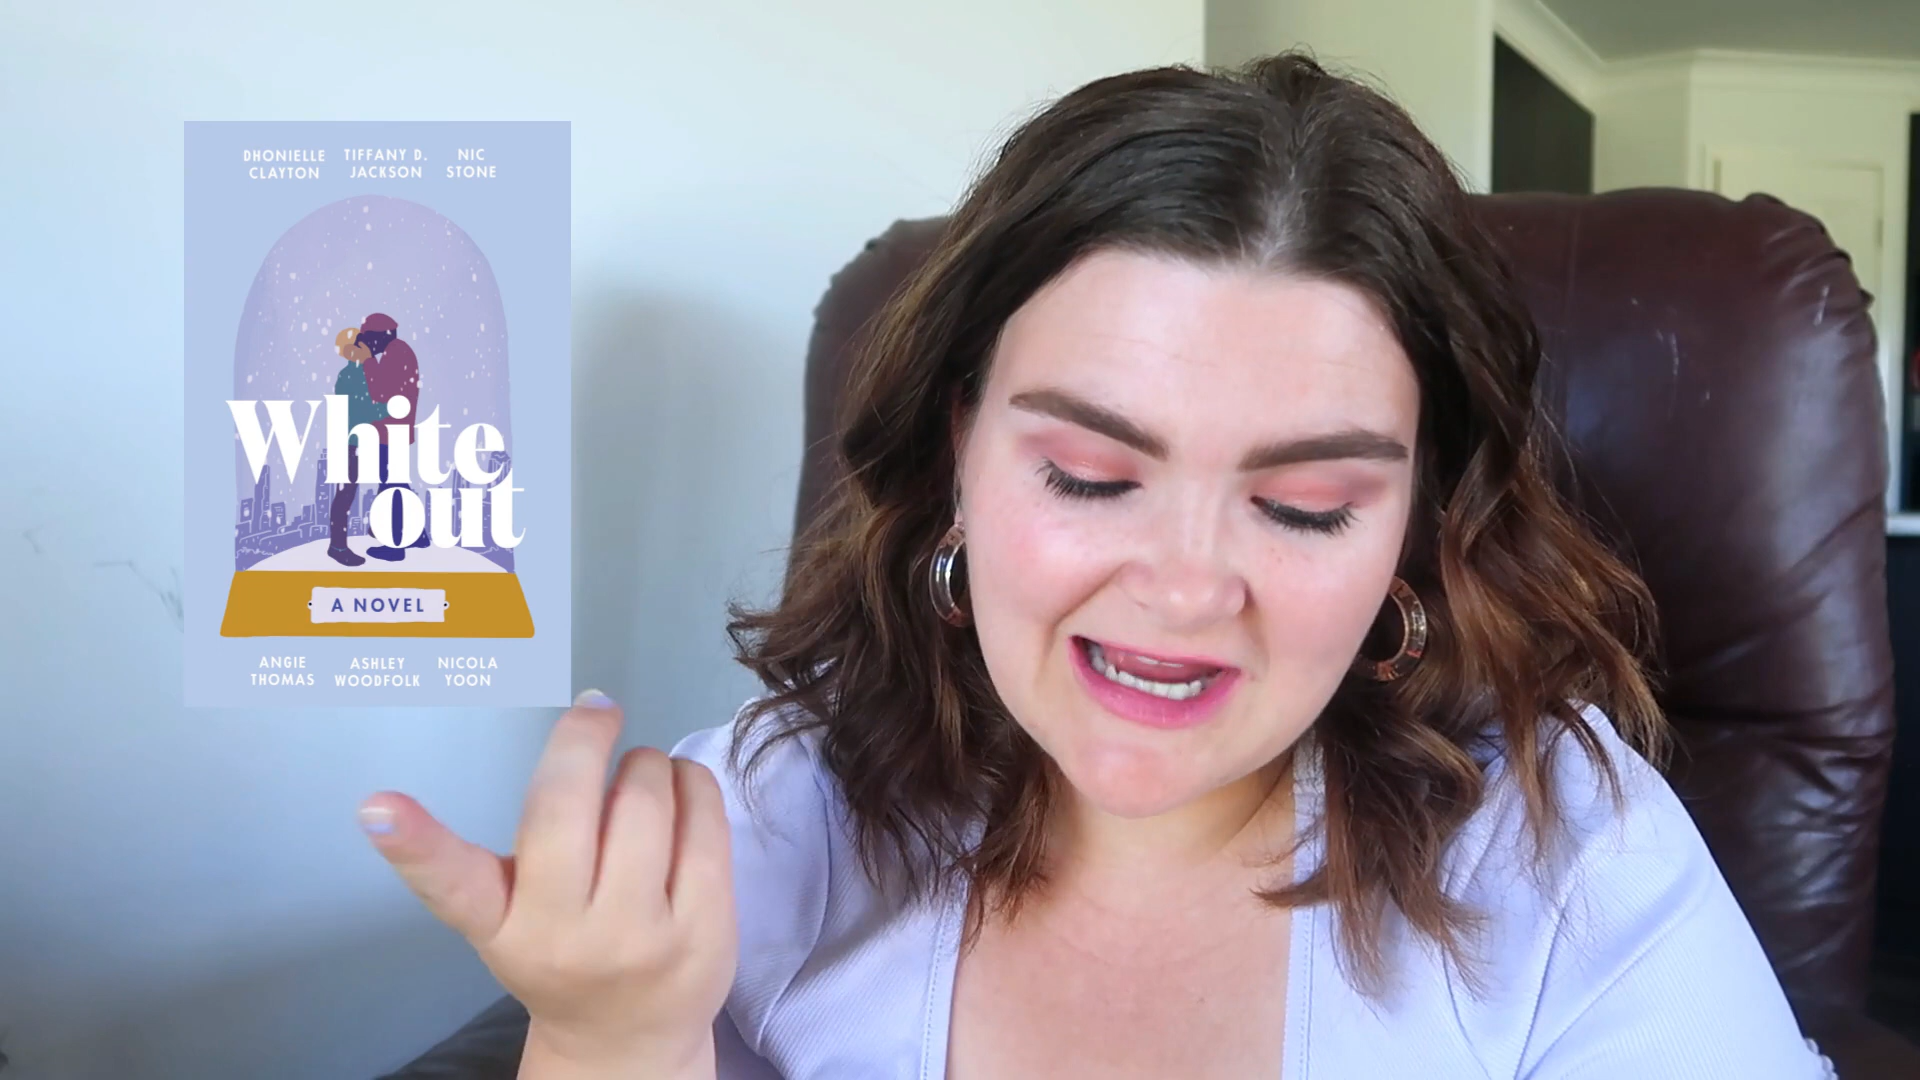 DHONIELLE TIFFANY D. NIC
CLAYTON JACKSON STONE
White
out
A NOVEL
ANGIE ASHLEY NICOLA
THOMAS WOODFOLK YOON